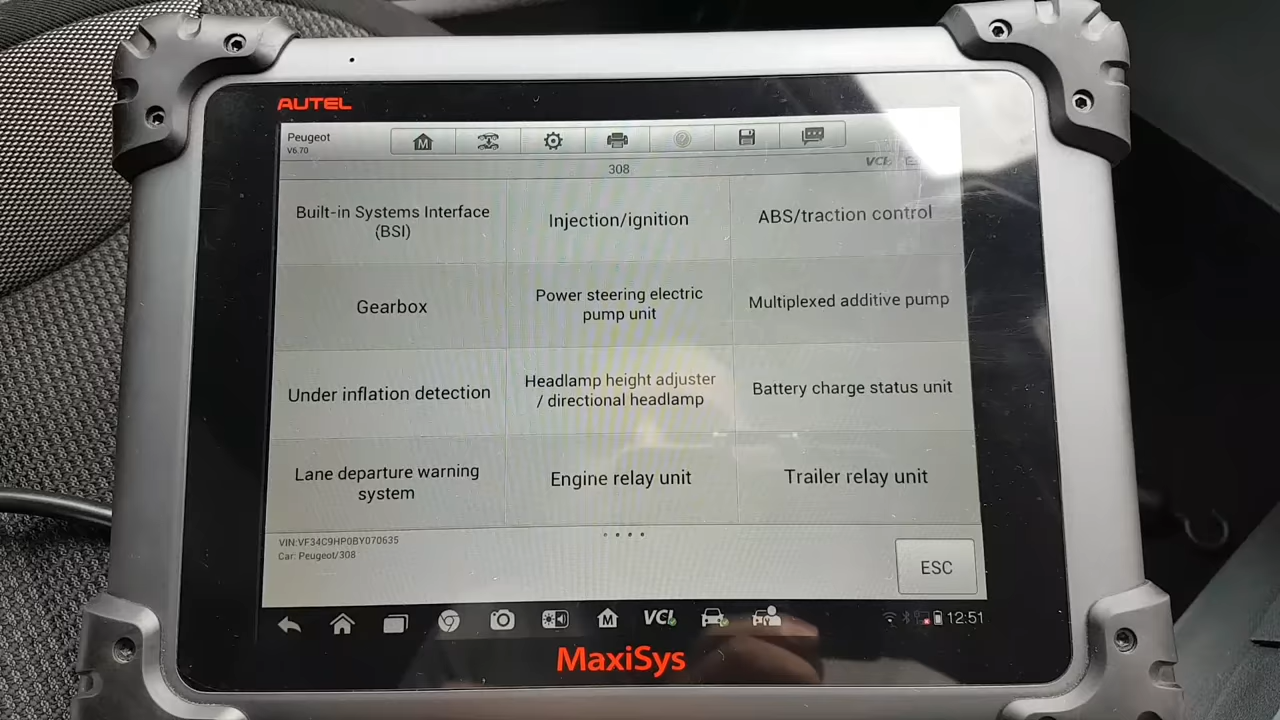 AUTEL
Peugeot
V6.70
M
308
VCI
Built-in Systems Interface
(BSI)
Injection/ignition
ABS/traction control
Gearbox
Power steering electric
pump unit
Multiplexed additive pump
Under inflation detection
Headlamp height adjuster
/ directional headlamp
Battery charge status unit
Lane departure warning
system
Engine relay unit
Trailer relay unit
VIN:VF34C9HP0BY070635
Car: Peugeot/308
ESC
M
VCI
12:51
MaxiSys